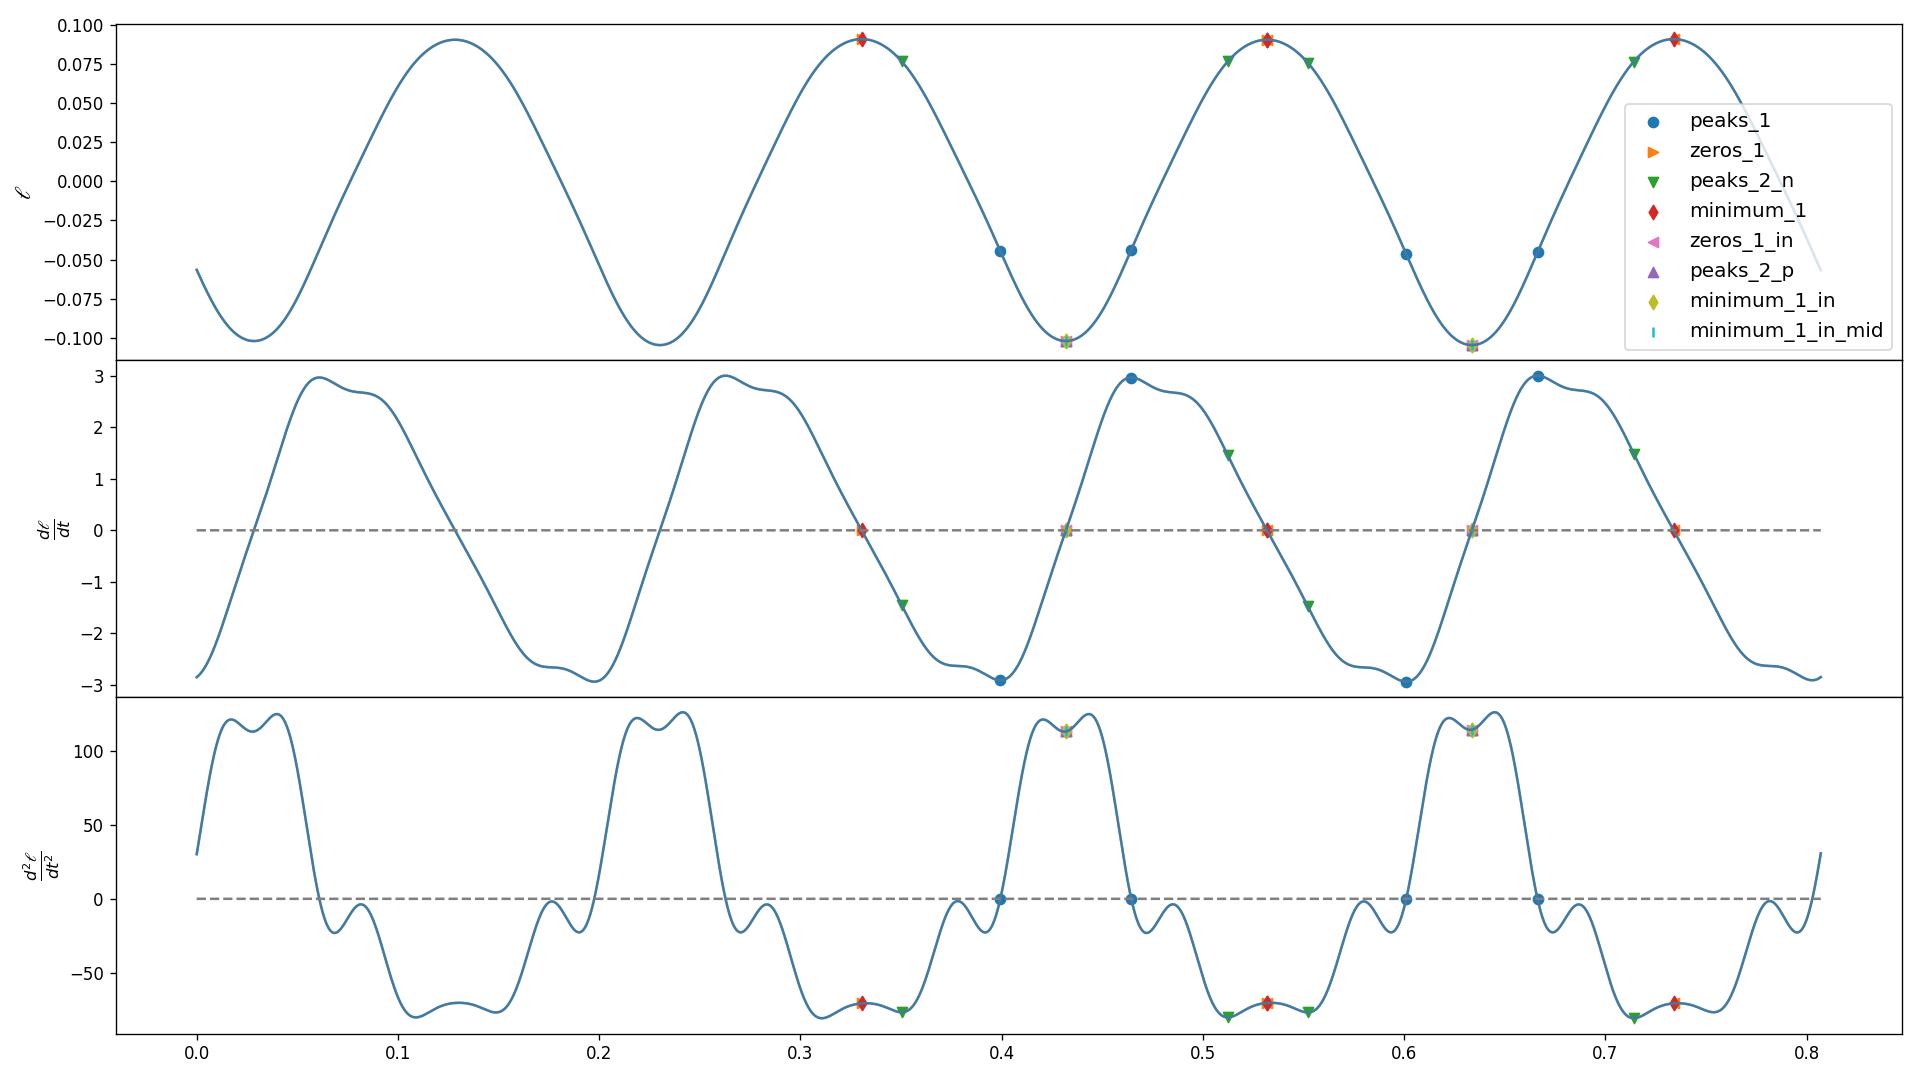 0.100
0.075
0.050
0.025
0.000
−0.025
−0.050
−0.075
−0.100
ℓ
peaks_1
zeros_1
peaks_2_n
minimum_1
zeros_1_in
peaks_2_p
minimum_1_in
minimum_1_in_mid
3
2
1
0
−1
−2
−3
dℓ
dt
100
50
0
−50
d²ℓ
dt²
0.0 0.1 0.2 0.3 0.4 0.5 0.6 0.7 0.8